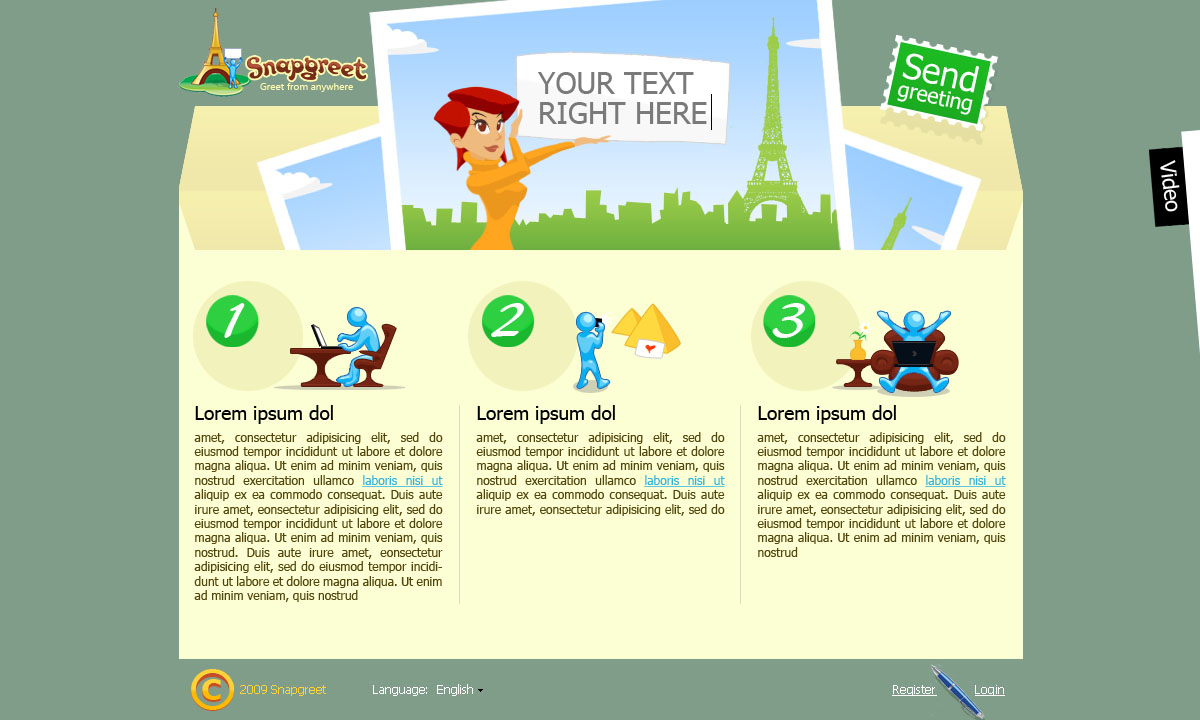 Snapgreet
Greet from anywhere
YOUR TEXT
RIGHT HERE
Send
greeting
Video
1
2
3
Lorem ipsum dol
amet, consectetur adipisicing elit, sed do
eiusmod tempor incididunt ut labore et dolore
magna aliqua. Ut enim ad minim veniam, quis
nostrud exercitation ullamco laboris nisi ut
aliquip ex ea commodo consequat. Duis aute
irure amet, eonsectetur adipisicing elit, sed do
eiusmod tempor incididunt ut labore et dolore
magna aliqua. Ut enim ad minim veniam, quis
nostrud. Duis aute irure amet, eonsectetur
adipisicing elit, sed do eiusmod tempor incidi-
dunt ut labore et dolore magna aliqua. Ut enim
ad minim veniam, quis nostrud
Lorem ipsum dol
amet, consectetur adipisicing elit, sed do
eiusmod tempor incididunt ut labore et dolore
magna aliqua. Ut enim ad minim veniam, quis
nostrud exercitation ullamco laboris nisi ut
aliquip ex ea commodo consequat. Duis aute
irure amet, eonsectetur adipisicing elit, sed do
Lorem ipsum dol
amet, consectetur adipisicing elit, sed do
eiusmod tempor incididunt ut labore et dolore
magna aliqua. Ut enim ad minim veniam, quis
nostrud exercitation ullamco laboris nisi ut
aliquip ex ea commodo consequat. Duis aute
irure amet, eonsectetur adipisicing elit, sed do
eiusmod tempor incididunt ut labore et dolore
magna aliqua. Ut enim ad minim veniam, quis
nostrud
© 2009 Snapgreet
Language: English
Register
Login